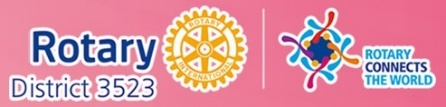 Rotary
District 3523
ROTARY
INTERNATIONAL
ROTARY
CONNECTS
THE WORLD